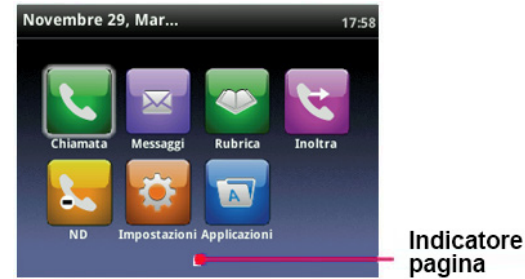 Novembre 29, Mar... 17:58
Chiamata Messaggi Rubrica Inoltra
A
ND Impostazioni Applicazioni
Indicatore
pagina